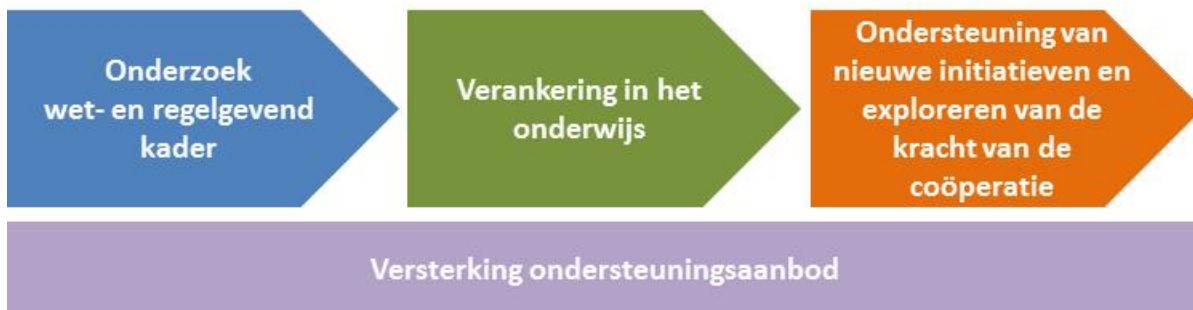 Onderzoek
wet- en regelgevend
kader
Verankering in het
onderwijs
Ondersteuning van
nieuwe initiatieven en
exploreren van de
kracht van de
coöperatie
Versterking ondersteuningsaanbod